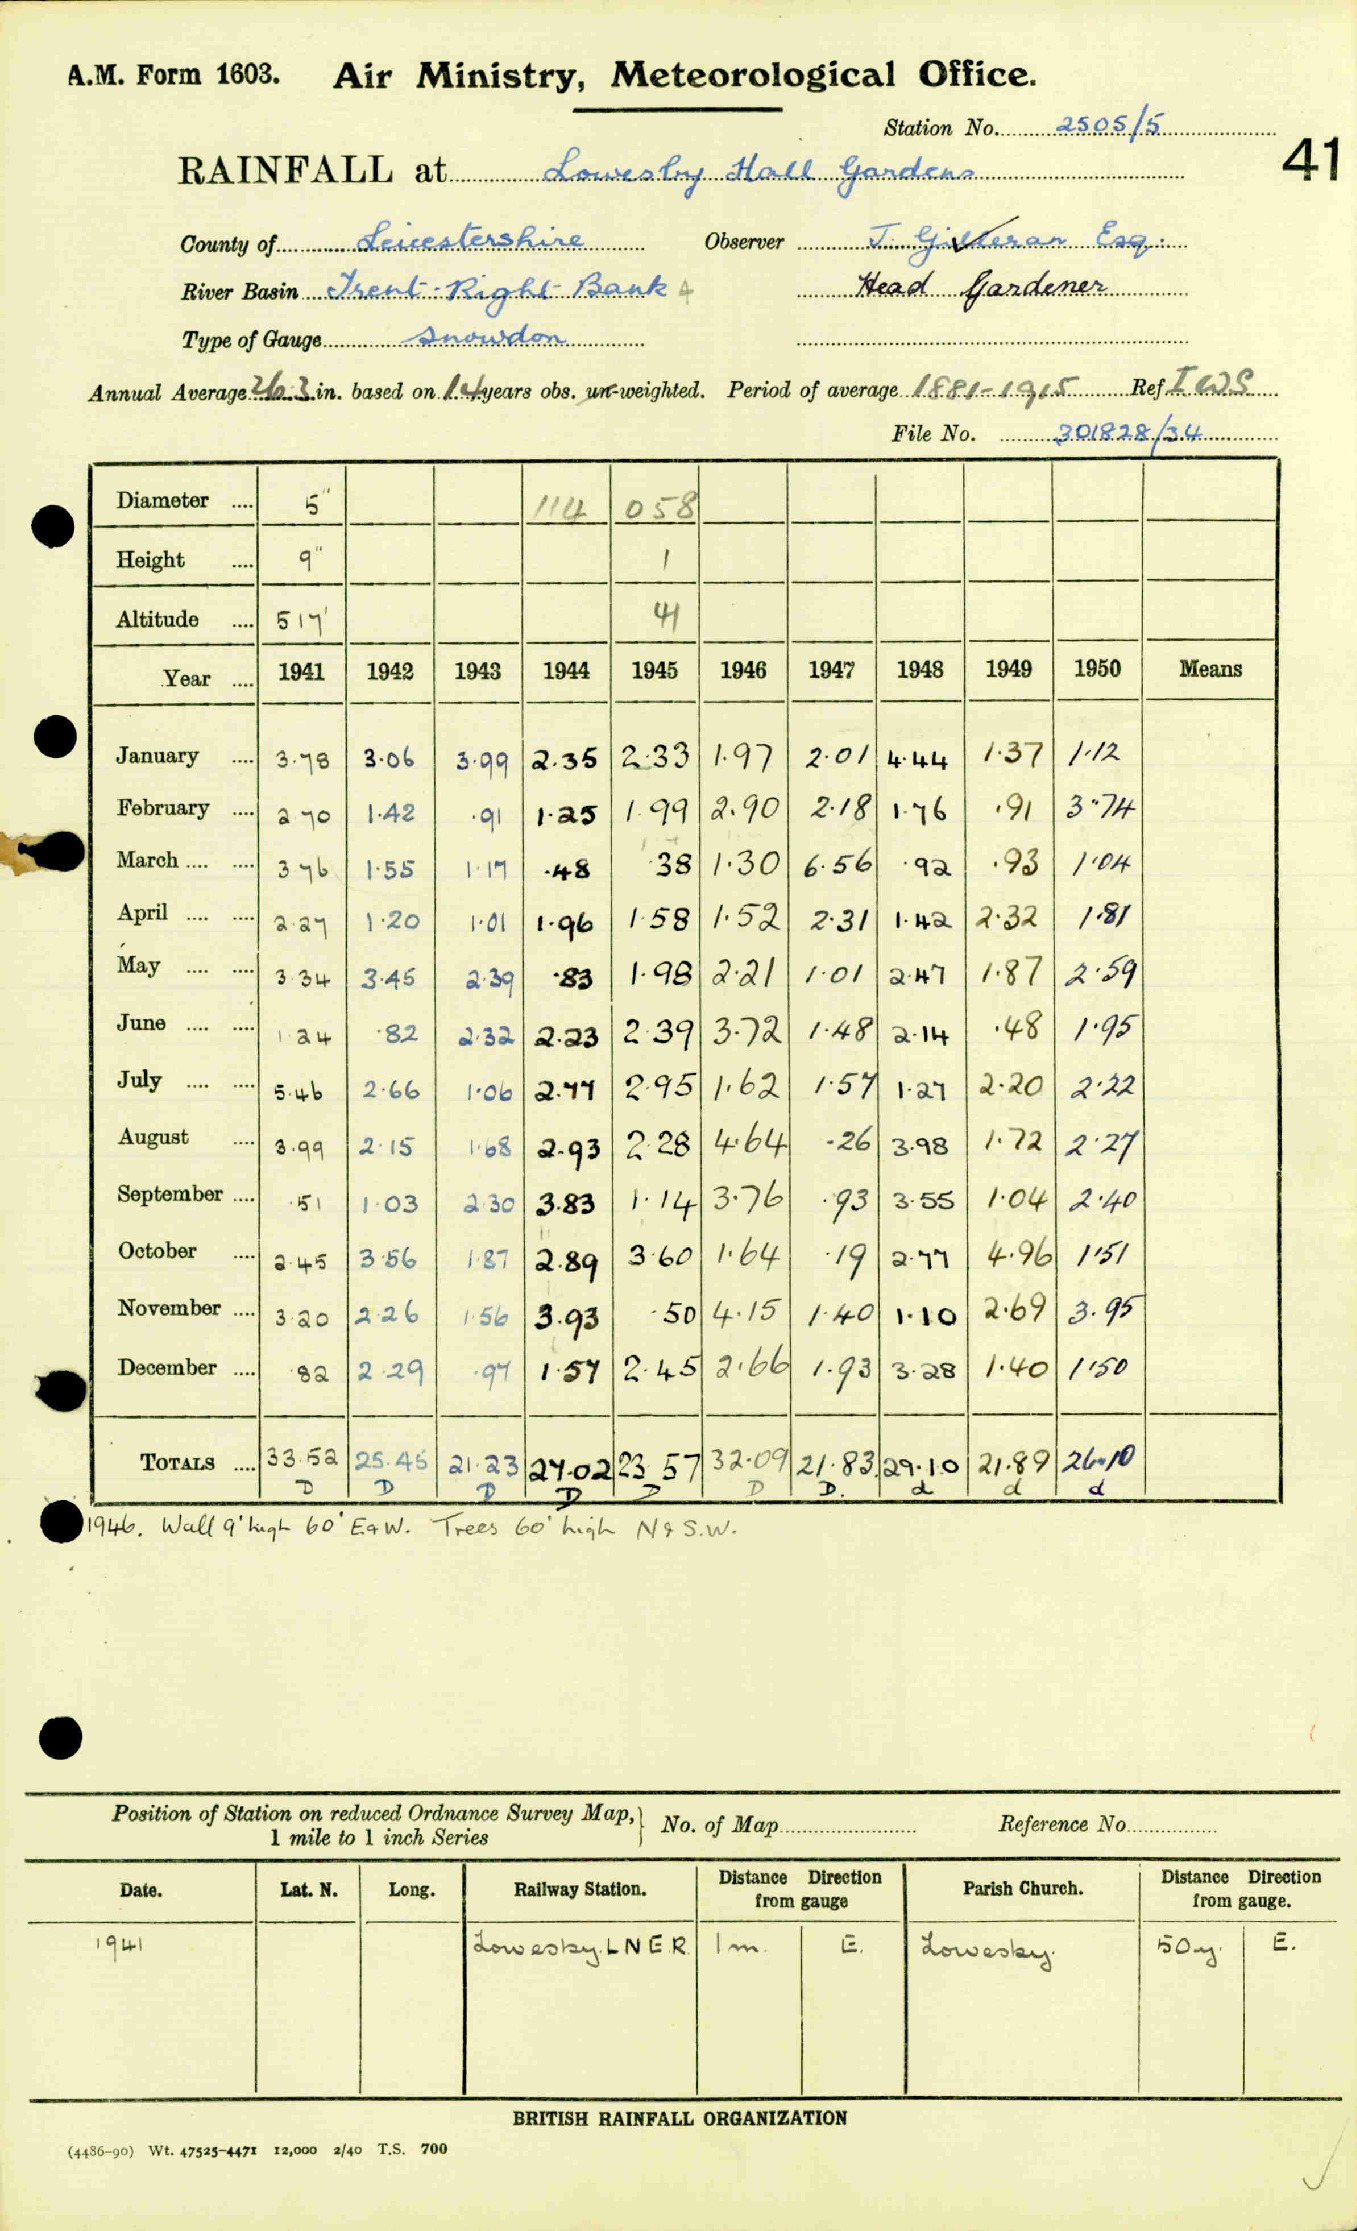 A.M. Form 1603. Air Ministry, Meteorological Office.
Station No. 2505/5
41
RAINFALL at Lowesby Hall Gardens
County of Leicestershire Observer J. Gilleran Esq.
River Basin Trent Right Bank 4 Head Gardener
Type of Gauge Snowdon
Annual Average 26.3 in. based on 14 years obs. un-weighted. Period of average 1881-1915 Ref IWS
File No. 301828/34
Diameter .... 5" 114 058
Height .... 9" 1
Altitude .... 517' 41
Year .... 1941 1942 1943 1944 1945 1946 1947 1948 1949 1950 Means
January .... 3.78 3.06 3.99 2.35 2.33 1.97 2.01 4.44 1.37 1.12
February .... 2 70 1.42 .91 1.25 1.99 2.90 2.18 1.76 .91 3.74
March .... .... 3 76 1.55 1.17 .48 .38 1.30 6.56 .92 .93 1.04
April .... .... 2.27 1.20 1.01 1.96 1.58 1.52 2.31 1.42 2.32 1.81
May .... .... 3 34 3.45 2.39 .83 1.98 2.21 1.01 2.47 1.87 2.59
June .... .... 1 24 .82 2.32 2.23 2.39 3.72 1.48 2.14 .48 1.95
July .... .... 5.46 2.66 1.06 2.77 2.95 1.62 1.57 1.27 2.20 2.22
August .... 3.99 2.15 1.68 2.93 2.28 4.64 .26 3.98 1.72 2.27
September .... .51 1.03 2.30 3.83 1.14 3.76 .93 3.55 1.04 2.40
October .... 2.45 3.56 1.87 2.89 3.60 1.64 .19 2.77 4.96 1.51
November .... 3.20 2.26 1.56 3.93 .50 4.15 1.40 1.10 2.69 3.95
December .... .82 2.29 .97 1.57 2.45 2.66 1.93 3.28 1.40 1.50
TOTALS .... 33.52 25.45 21.23 27.02 23 57 32.09 21.83 29.10 21.89 26.10
D D D D D D D. d d d
1946. Wall 9' high 60' E & W. Trees 60' high N & S.W.
Position of Station on reduced Ordnance Survey Map, No. of Map Reference No
1 mile to 1 inch Series
Date. Lat. N. Long. Railway Station. Distance Direction Parish Church. Distance Direction
from gauge from gauge.
1941 Lowesby. L N E R 1 m. E. Lowesby. 50 y. E.
BRITISH RAINFALL ORGANIZATION
(4486-90) Wt. 47525-4471 12,000 2/40 T.S. 700